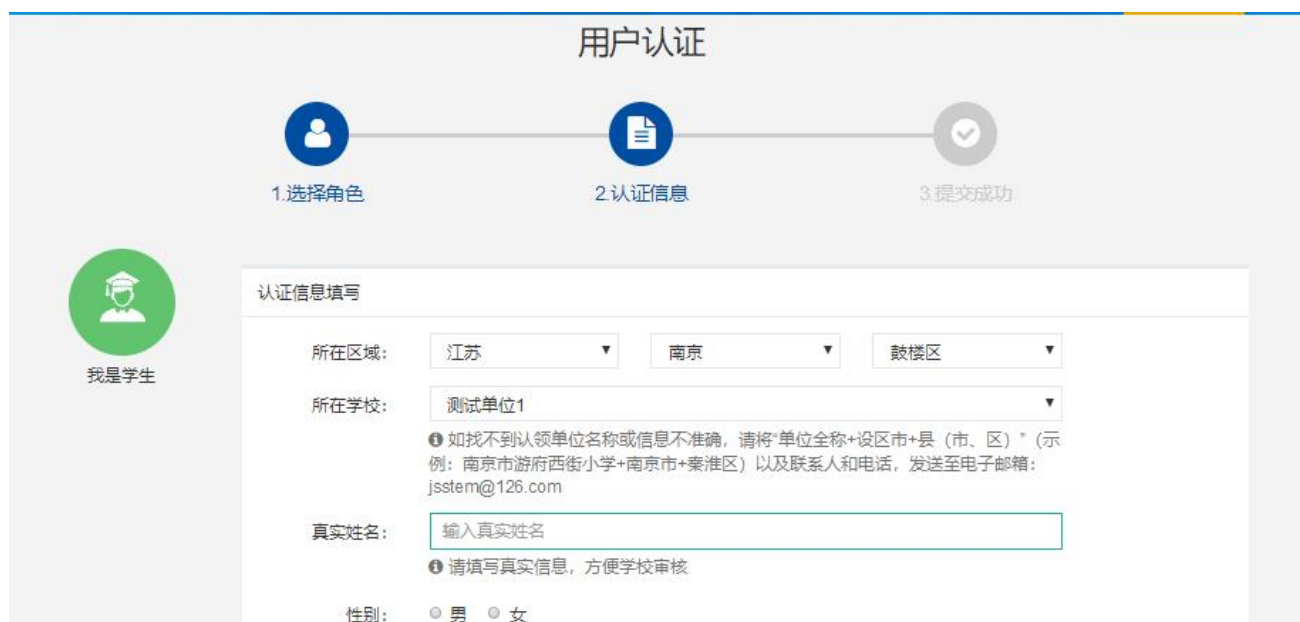 用户认证
1.选择角色
2.认证信息
3.提交成功
我是学生
认证信息填写
所在区域： 江苏 南京 鼓楼区
所在学校： 测试单位1
如找不到认领单位名称或信息不准确，请将“单位全称+设区市+县（市、区）”（示
例：南京市游府西街小学+南京市+秦淮区）以及联系人和电话，发送至电子邮箱：
jsstem@126.com
真实姓名： 输入真实姓名
请填写真实信息，方便学校审核
性别： 男 女